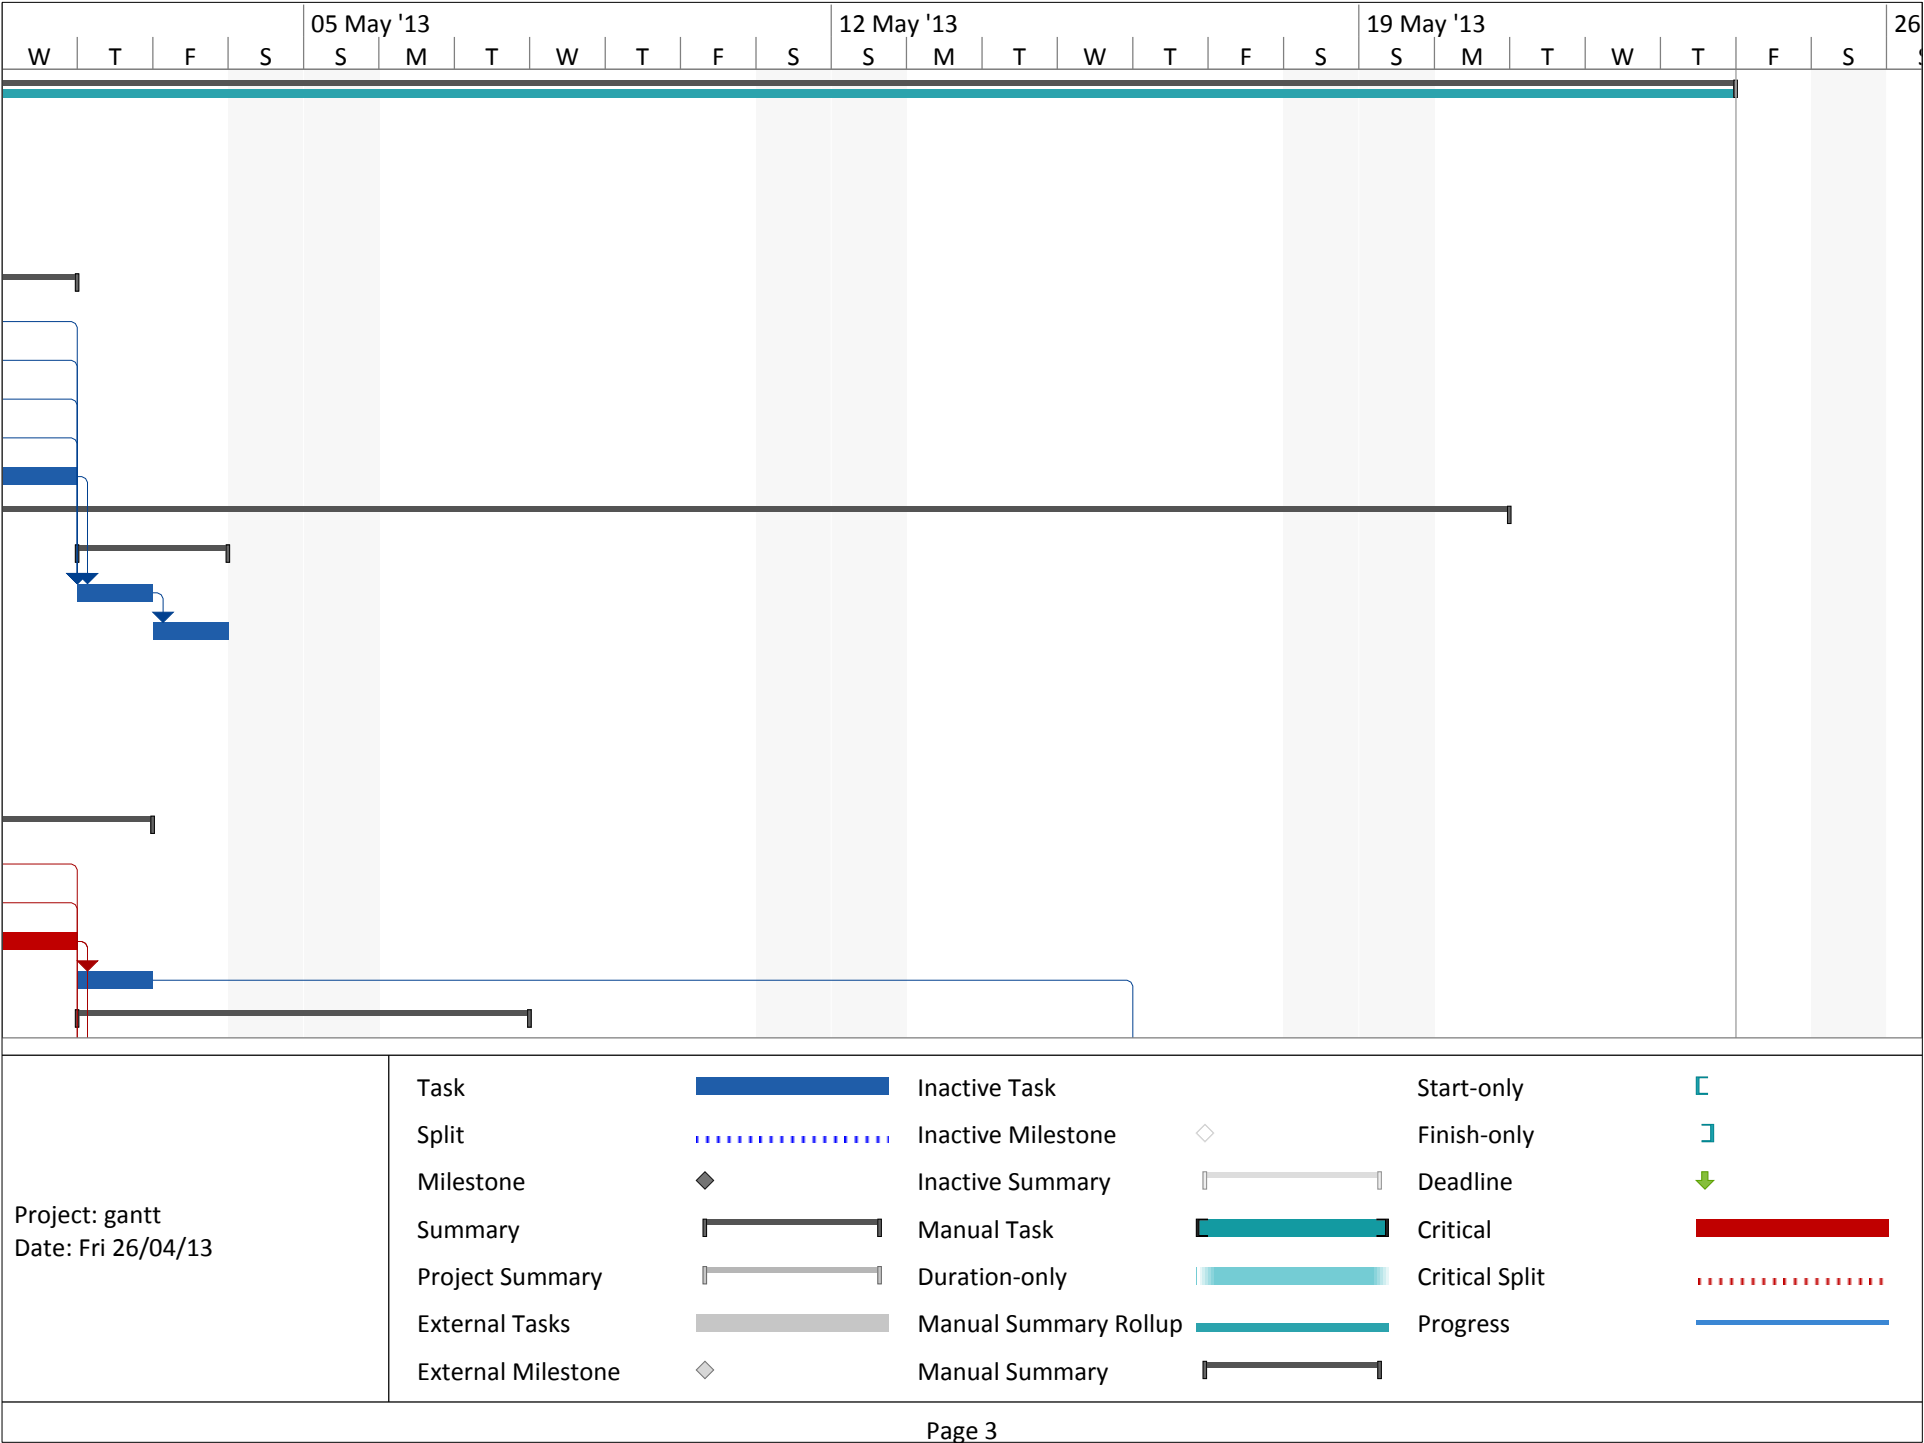 05 May '13 12 May '13 19 May '13 26
W T F S S M T W T F S S M T W T F S S M T W T F S
Task Inactive Task Start-only
Split Inactive Milestone Finish-only
Milestone Inactive Summary Deadline
Project: gantt
Date: Fri 26/04/13
Summary Manual Task Critical
Project Summary Duration-only Critical Split
External Tasks Manual Summary Rollup Progress
External Milestone Manual Summary
Page 3